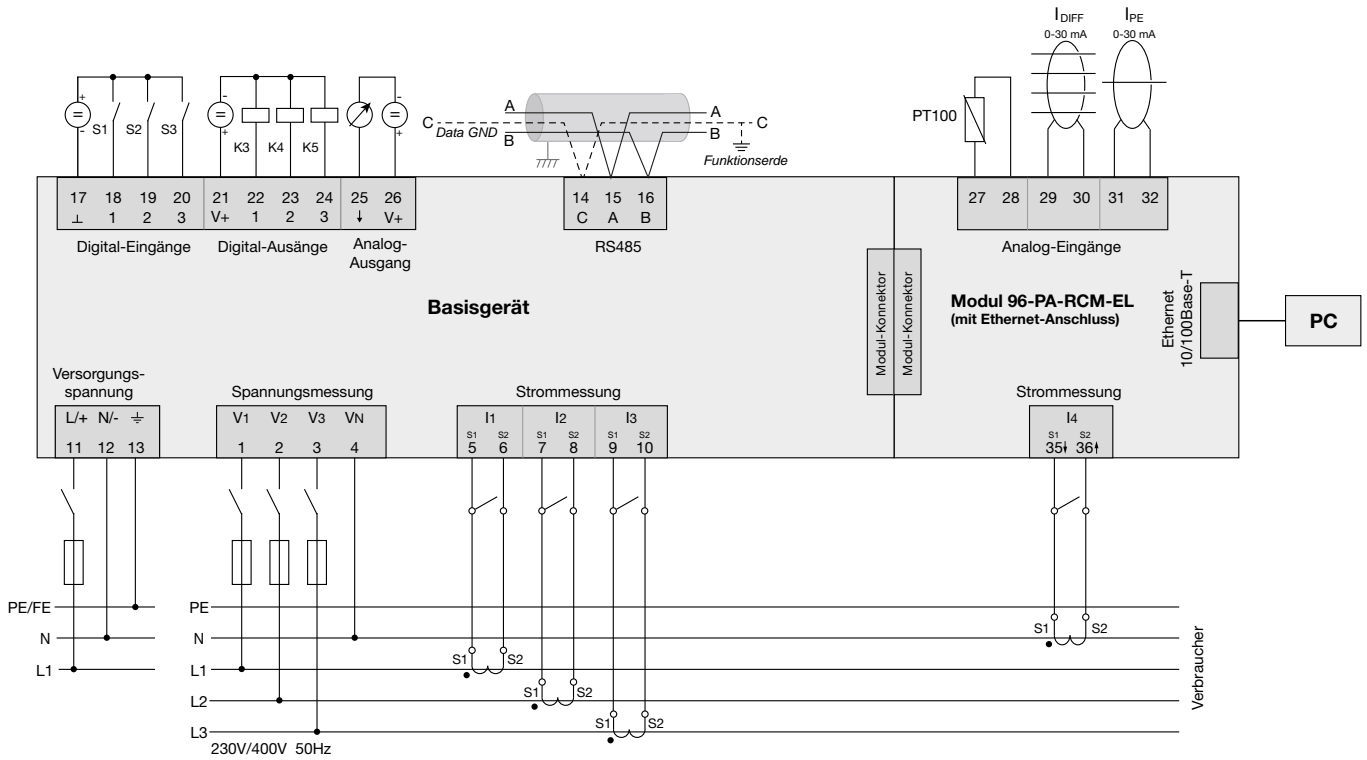 I DIFF
0-30 mA
I PE
0-30 mA
+
-
S1
S2
S3
-
+
K3
K4
K5
-
+
A
A
C
Data GND
C
B
B
Funktionserde
PT100
17 18 19 20 21 22 23 24 25 26
⊥ 1 2 3 V+ 1 2 3 ↓ V+
14 15 16
C A B
27 28 29 30 31 32
Digital-Eingänge
Digital-Ausänge
Analog-
Ausgang
RS485
Analog-Eingänge
Basisgerät
Modul-Konnektor
Modul-Konnektor
Modul 96-PA-RCM-EL
(mit Ethernet-Anschluss)
Ethernet
10/100Base-T
PC
Versorgungs-
spannung
Spannungsmessung
Strommessung
Strommessung
L/+ N/-
11 12 13
V1 V2 V3 VN
1 2 3 4
I1 I2 I3
S1 S2 S1 S2 S1 S2
5 6 7 8 9 10
I4
S1 S2
35↓ 36↑
PE/FE
N
L1
PE
N
L1
L2
L3
230V/400V 50Hz
S1 S2
S1 S2
S1 S2
S1 S2
Verbraucher